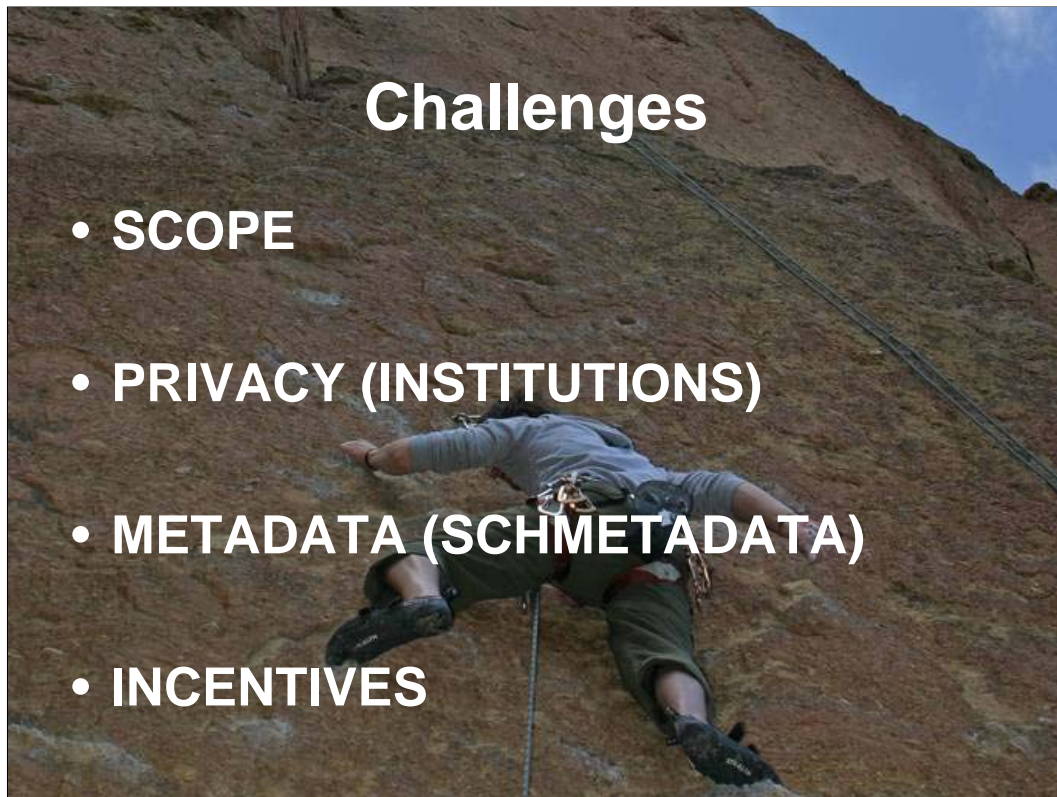 Challenges
• SCOPE
• PRIVACY (INSTITUTIONS)
• METADATA (SCHMETADATA)
• INCENTIVES